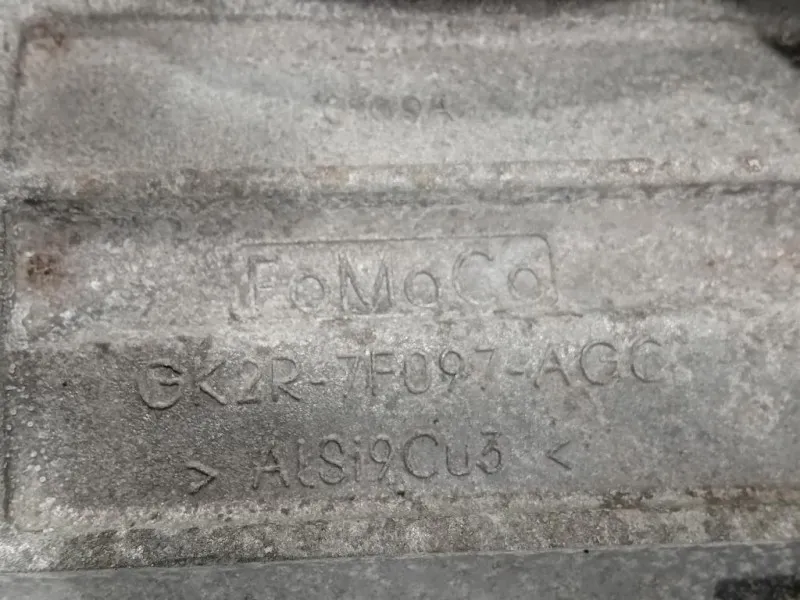 FoMoCo
GK2R-7F097-AGC
> AlSi9Cu3 <